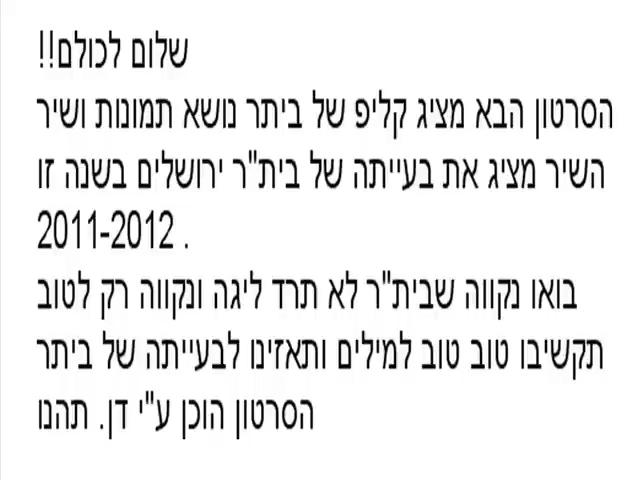 שלום לכולם!!
הסרטון הבא מציג קליפ של ביתר נושא תמונות ושיר
השיר מציג את בעייתה של בית"ר ירושלים בשנה זו
2011-2012 .
בואו נקווה שבית"ר לא תרד ליגה ונקווה רק לטוב
תקשיבו טוב טוב למילים ותאזינו לבעייתה של ביתר
הסרטון הוכן ע"י דן. תהנו